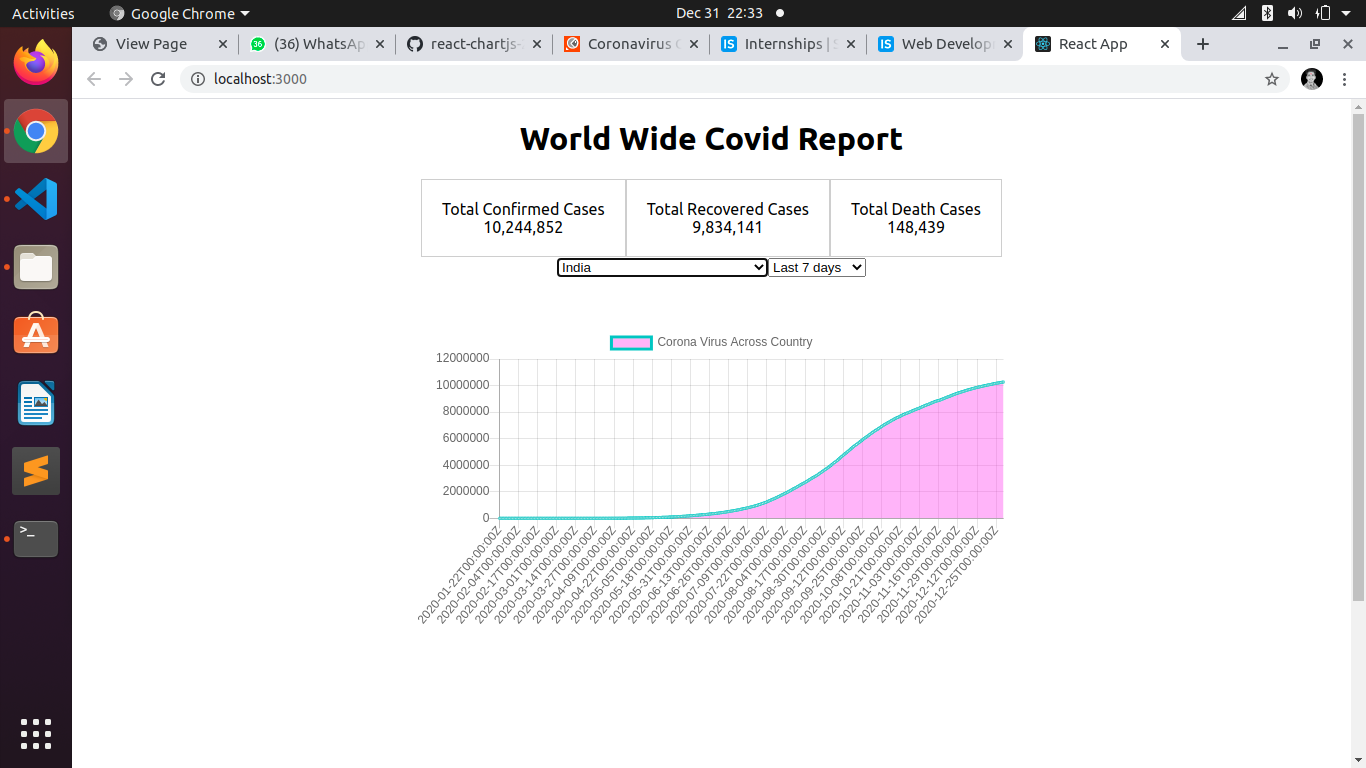 Activities Google Chrome Dec 31 22:33
View Page (36) WhatsAp react-chartjs- Coronavirus Internships | Web Develop React App
localhost:3000
World Wide Covid Report
Total Confirmed Cases Total Recovered Cases Total Death Cases
10,244,852 9,834,141 148,439
India Last 7 days
Corona Virus Across Country
12000000
10000000
8000000
6000000
4000000
2000000
0
2020-01-22T00:00:00Z
2020-02-04T00:00:00Z
2020-02-17T00:00:00Z
2020-03-01T00:00:00Z
2020-03-14T00:00:00Z
2020-03-27T00:00:00Z
2020-04-09T00:00:00Z
2020-04-22T00:00:00Z
2020-05-05T00:00:00Z
2020-05-18T00:00:00Z
2020-05-31T00:00:00Z
2020-06-13T00:00:00Z
2020-06-26T00:00:00Z
2020-07-09T00:00:00Z
2020-07-22T00:00:00Z
2020-08-04T00:00:00Z
2020-08-17T00:00:00Z
2020-08-30T00:00:00Z
2020-09-12T00:00:00Z
2020-09-25T00:00:00Z
2020-10-08T00:00:00Z
2020-10-21T00:00:00Z
2020-11-03T00:00:00Z
2020-11-16T00:00:00Z
2020-11-29T00:00:00Z
2020-12-12T00:00:00Z
2020-12-25T00:00:00Z